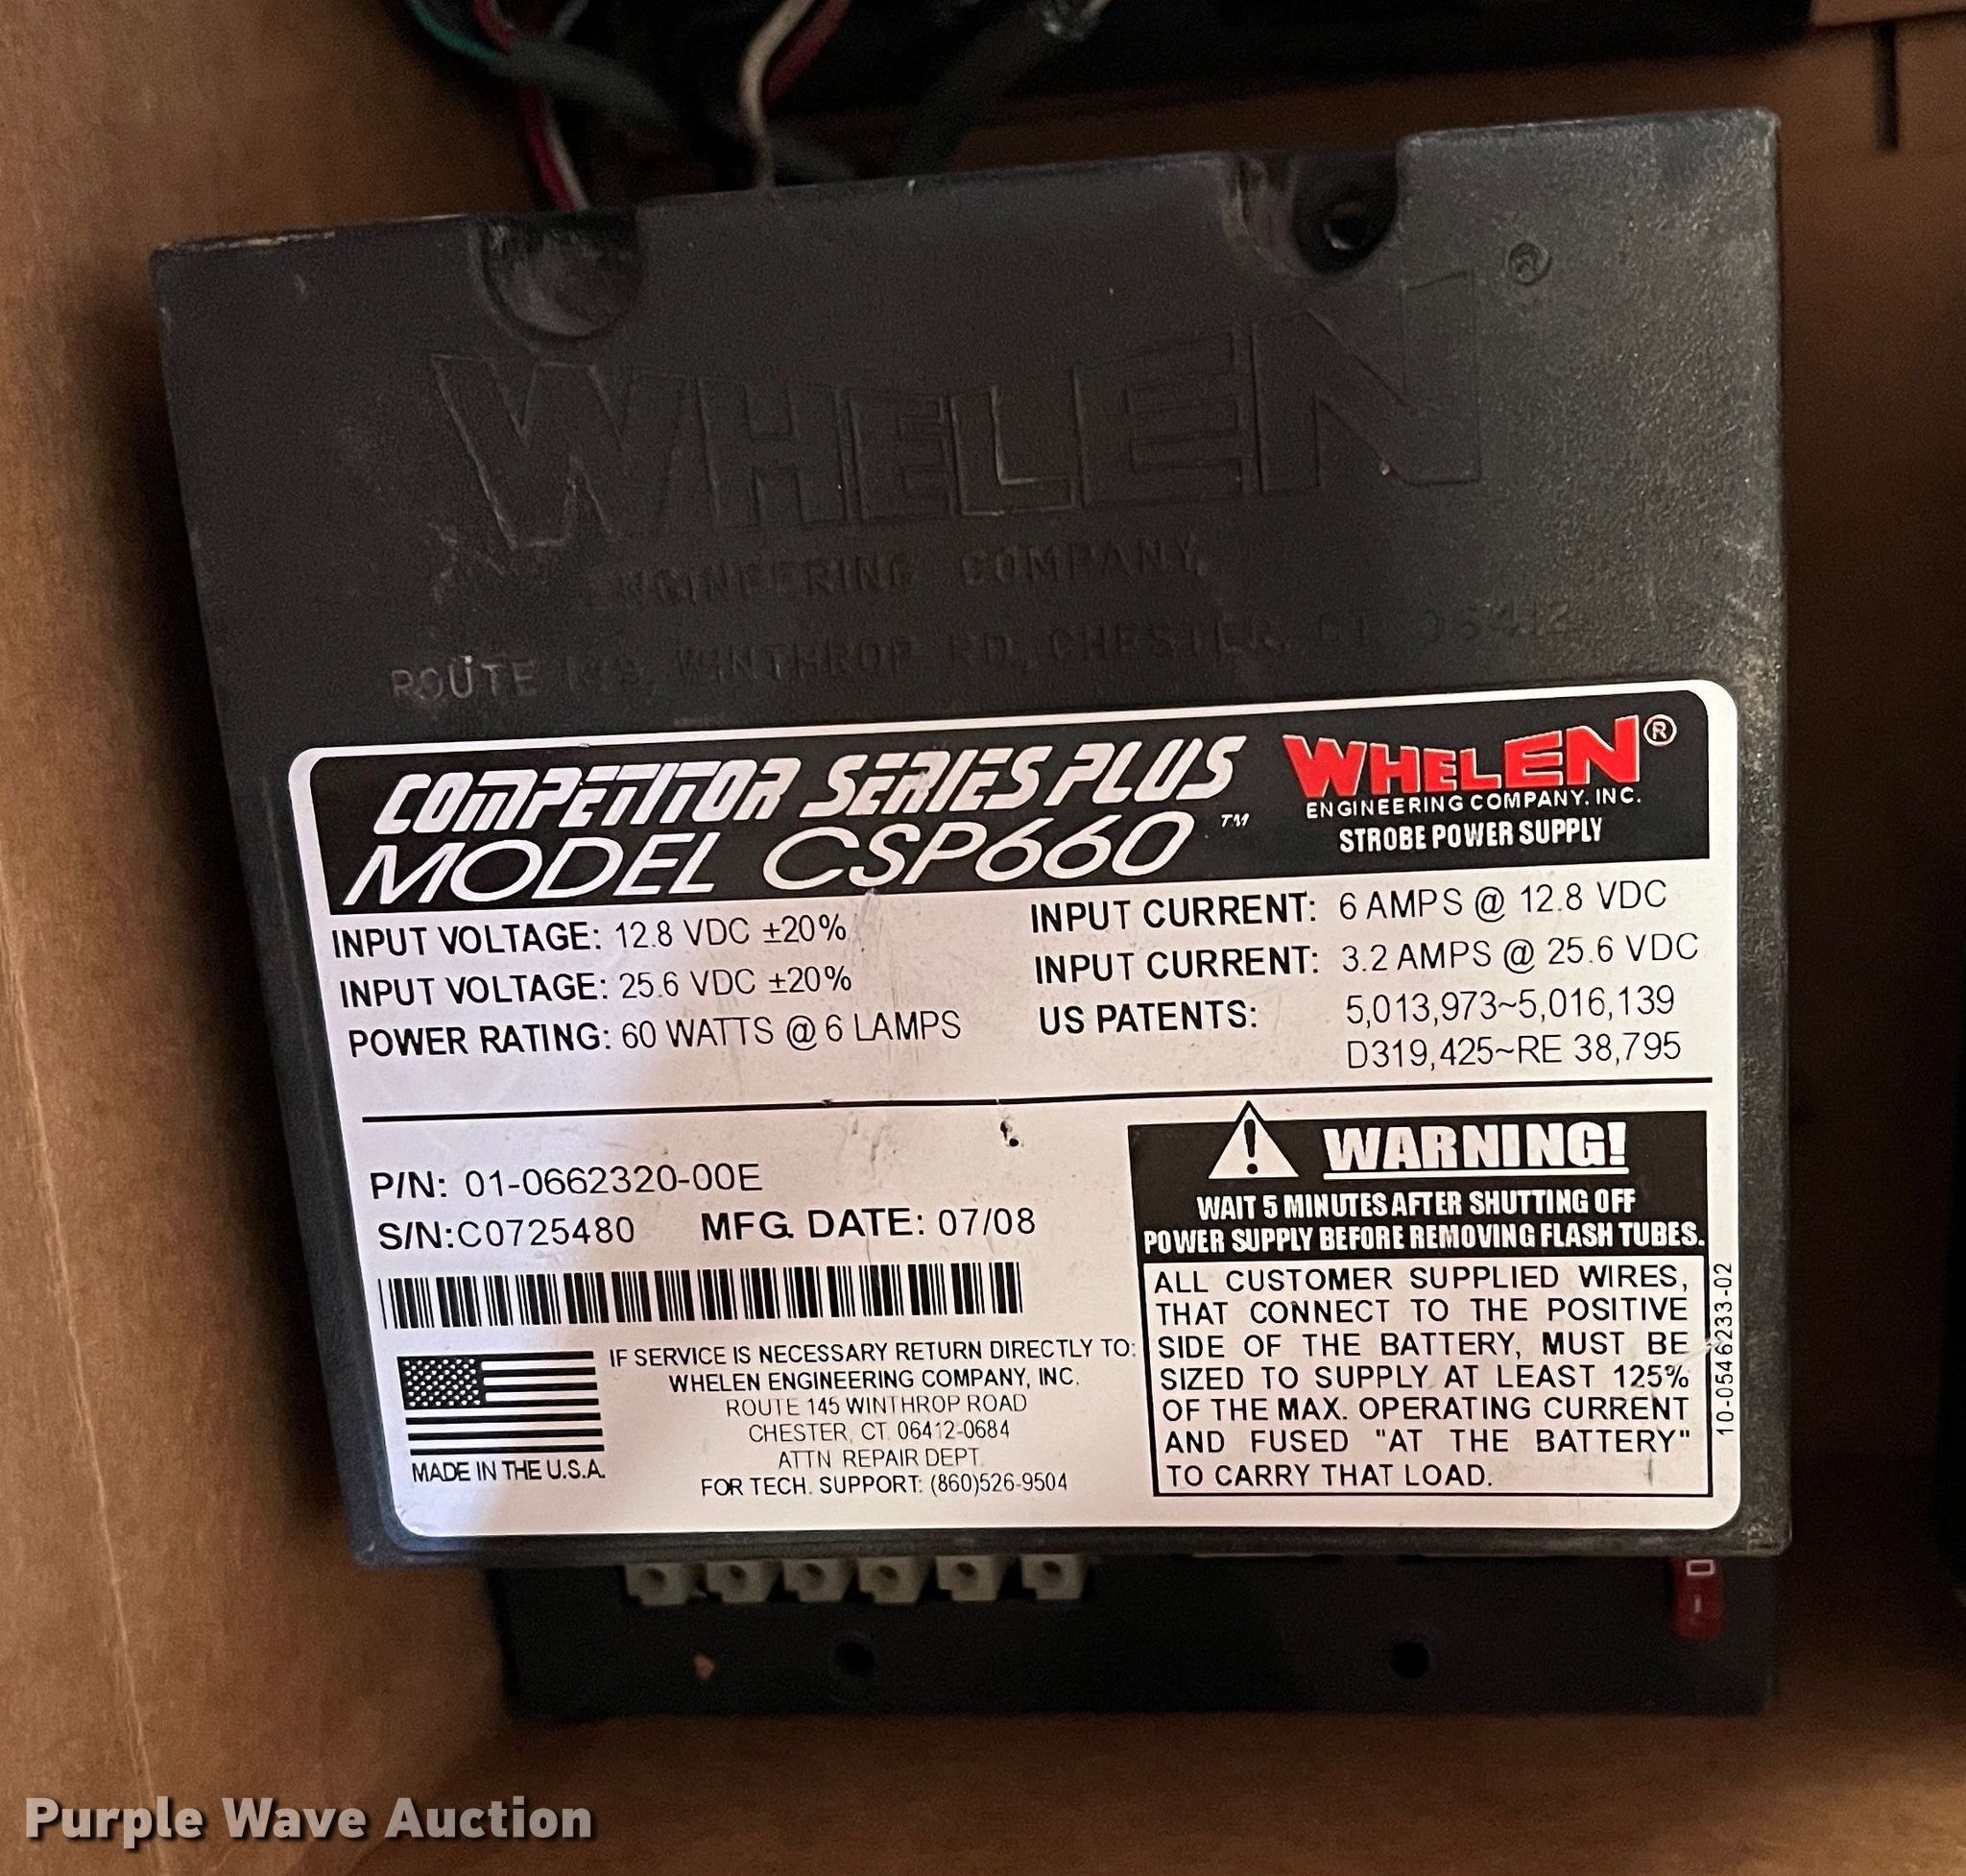 WHELEN ®
ENGINEERING COMPANY,
ROUTE 145, WINTHROP RD., CHESTER, CT. 06412
COMPETITOR SERIES PLUS
MODEL CSP660 ™
WHELEN®
ENGINEERING COMPANY. INC.
STROBE POWER SUPPLY
INPUT VOLTAGE: 12.8 VDC ±20%
INPUT VOLTAGE: 25.6 VDC ±20%
POWER RATING: 60 WATTS @ 6 LAMPS
INPUT CURRENT: 6 AMPS @ 12.8 VDC
INPUT CURRENT: 3.2 AMPS @ 25.6 VDC
US PATENTS: 5,013,973~5,016,139
D319,425~RE 38,795
P/N: 01-0662320-00E
S/N:C0725480 MFG. DATE: 07/08
MADE IN THE U.S.A.
IF SERVICE IS NECESSARY RETURN DIRECTLY TO:
WHELEN ENGINEERING COMPANY, INC.
ROUTE 145 WINTHROP ROAD
CHESTER, CT. 06412-0684
ATTN REPAIR DEPT.
FOR TECH. SUPPORT: (860)526-9504
WARNING!
WAIT 5 MINUTES AFTER SHUTTING OFF
POWER SUPPLY BEFORE REMOVING FLASH TUBES.
ALL CUSTOMER SUPPLIED WIRES,
THAT CONNECT TO THE POSITIVE
SIDE OF THE BATTERY, MUST BE
SIZED TO SUPPLY AT LEAST 125%
OF THE MAX. OPERATING CURRENT
AND FUSED "AT THE BATTERY"
TO CARRY THAT LOAD.
10-0546233-02
Purple Wave Auction